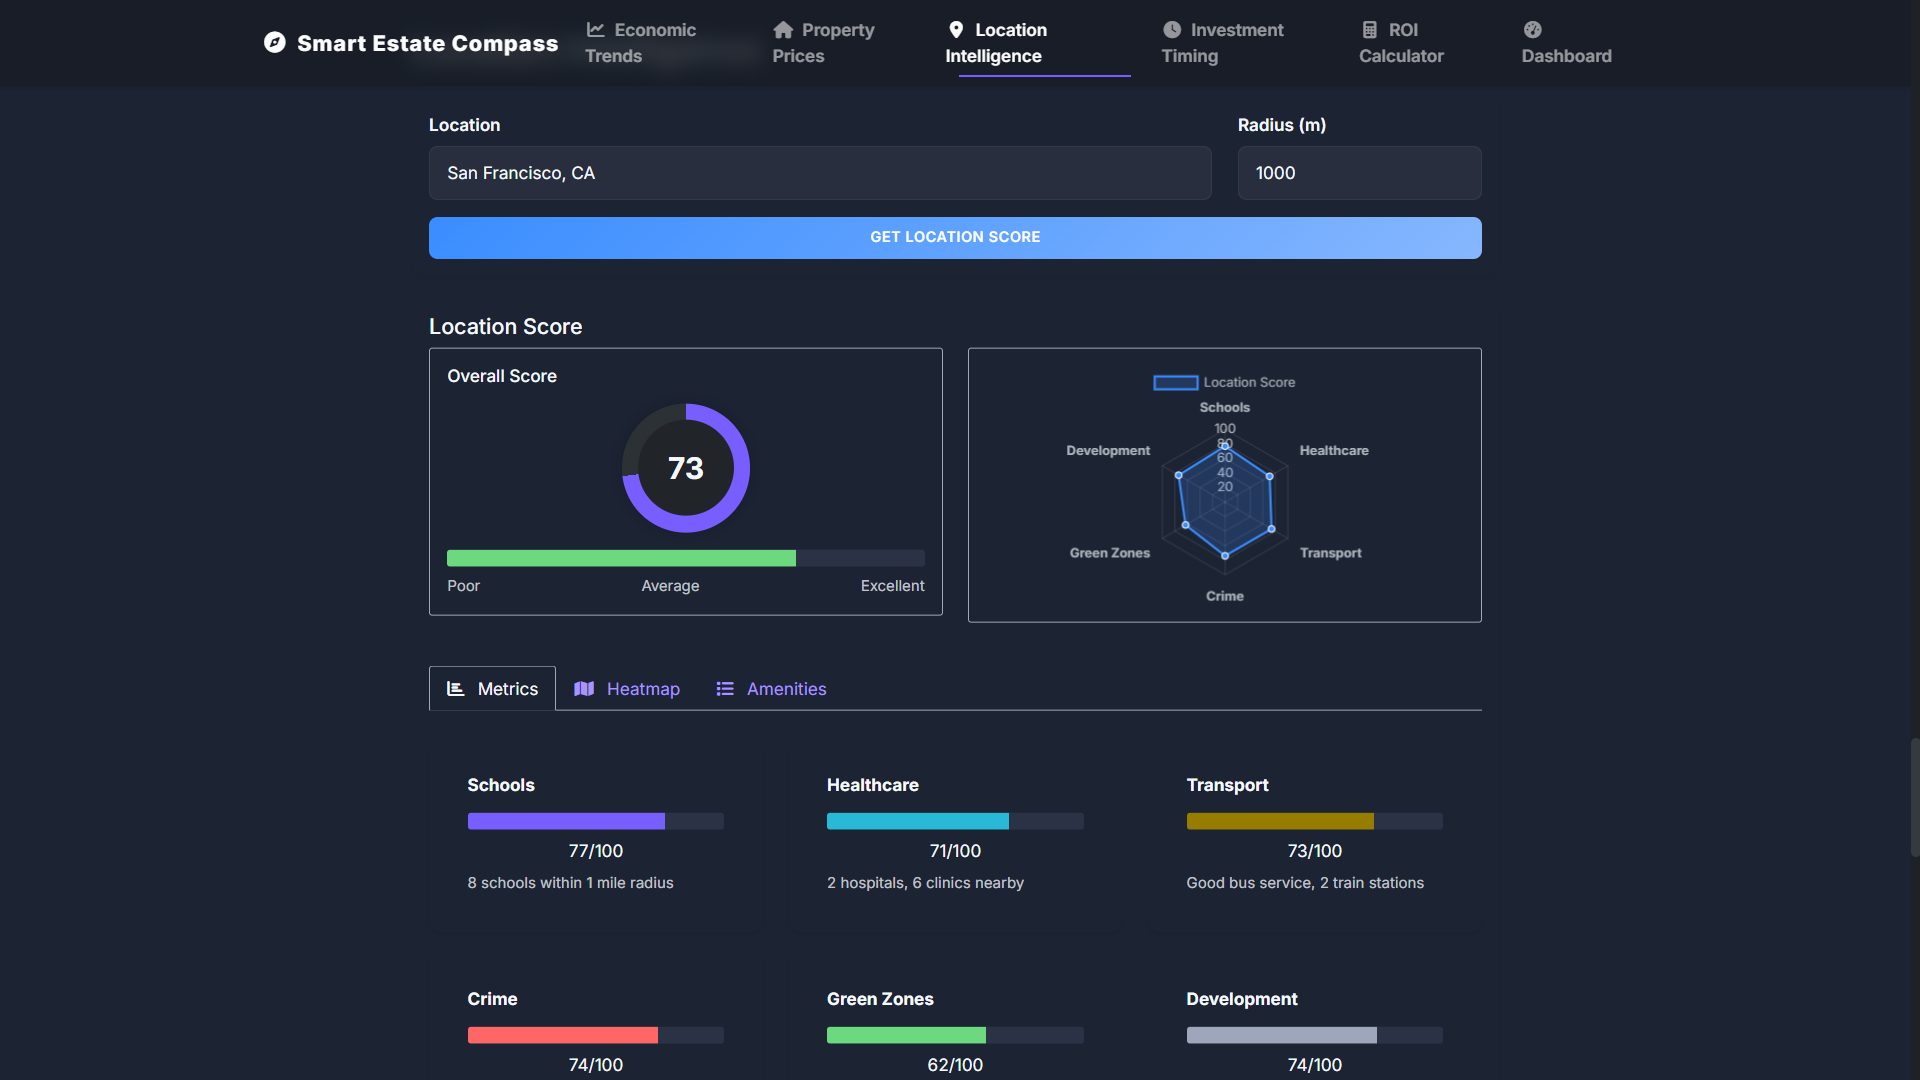 Smart Estate Compass
Economic
Trends
Property
Prices
Location
Intelligence
Investment
Timing
ROI
Calculator
Dashboard
Location
Radius (m)
San Francisco, CA
1000
GET LOCATION SCORE
Location Score
Overall Score
73
Poor
Average
Excellent
Location Score
Schools
100
80
60
40
20
Development
Healthcare
Green Zones
Transport
Crime
Metrics
Heatmap
Amenities
Schools
77/100
8 schools within 1 mile radius
Healthcare
71/100
2 hospitals, 6 clinics nearby
Transport
73/100
Good bus service, 2 train stations
Crime
74/100
Green Zones
62/100
Development
74/100